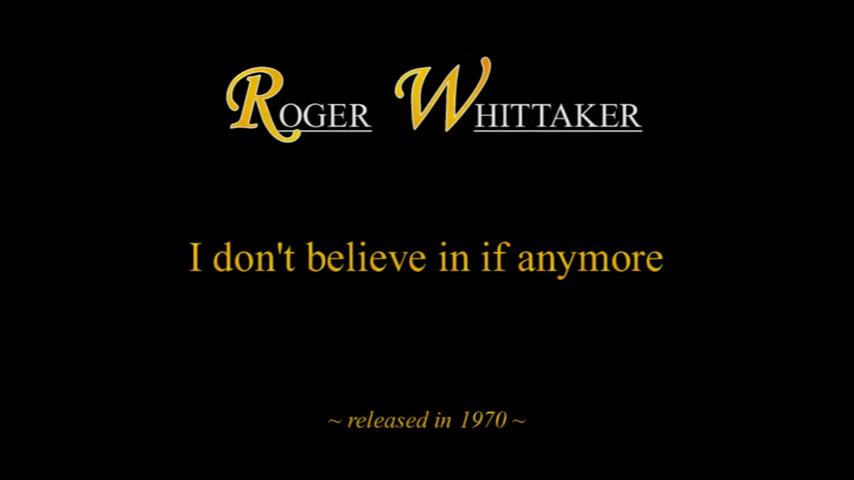 ROGER WHITTAKER
I don't believe in if anymore
~ released in 1970 ~